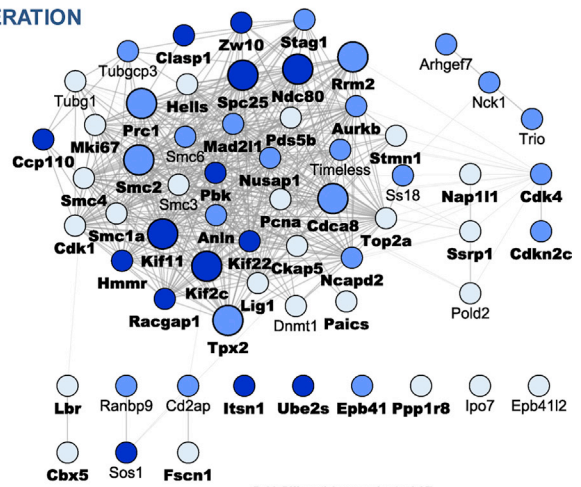 ERATION
Zw10
Stag1
Clasp1
Tubgcp3
Rrm2
Arhgef7
Tubg1
Hells
Spc25
Ndc80
Nck1
Prc1
Aurkb
Trio
Mki67
Mad2l1
Pds5b
Ccp110
Smc6
Timeless
Stmn1
Smc2
Pbk
Nusap1
Ss18
Smc4
Smc3
Nap1l1
Cdk4
Pcna
Cdca8
Cdk1
Smc1a
Anln
Top2a
Kif11
Kif22
Ckap5
Ssrp1
Cdkn2c
Hmmr
Kif2c
Ncapd2
Racgap1
Lig1
Dnmt1
Paics
Pold2
Tpx2
Lbr
Ranbp9
Cd2ap
Itsn1
Ube2s
Epb41
Ppp1r8
Ipo7
Epb41l2
Cbx5
Sos1
Fscn1